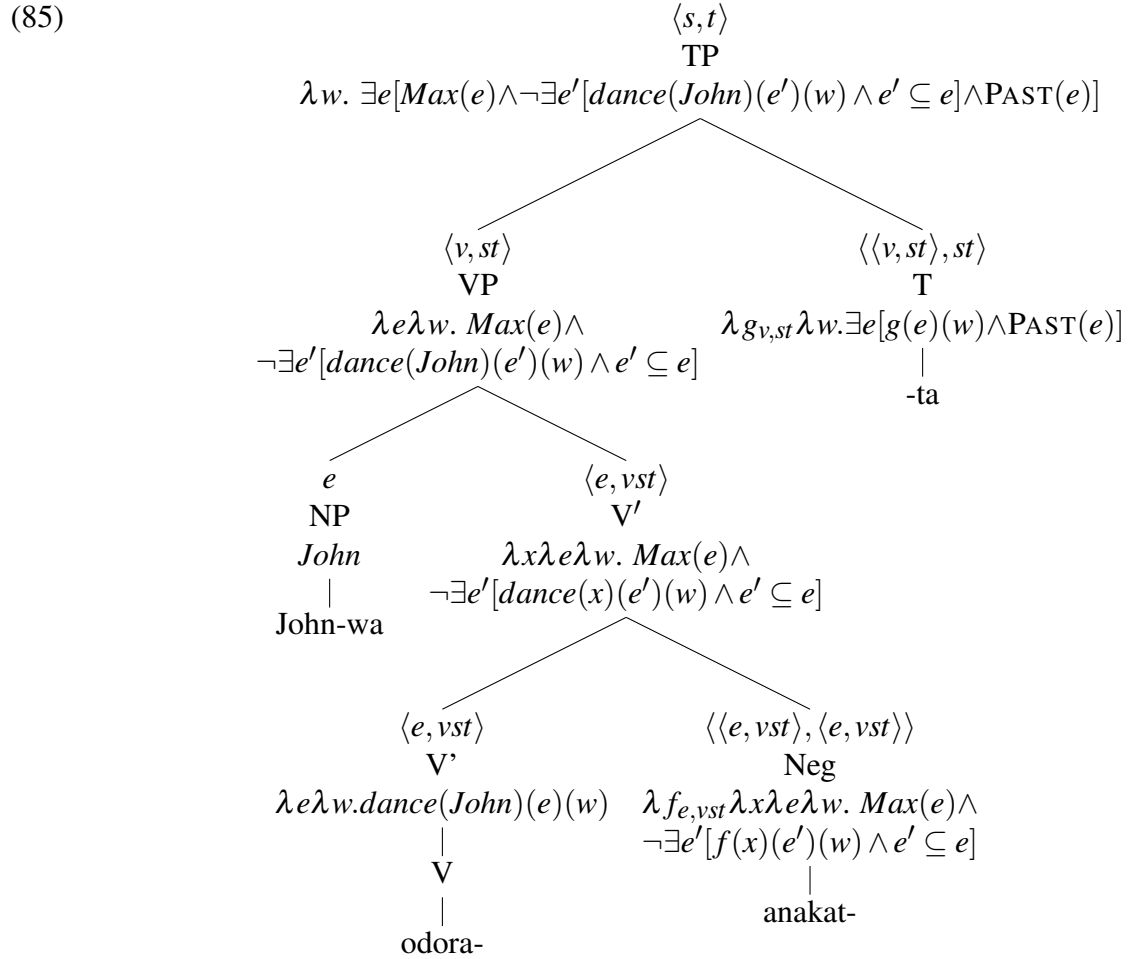 (85)
⟨s,t⟩
TP
λw. ∃e[Max(e)∧¬∃e′[dance(John)(e′)(w) ∧ e′ ⊆ e]∧PAST(e)]
⟨v,st⟩ ⟨⟨v,st⟩,st⟩
VP T
λeλw. Max(e)∧ λg_{v,st}λw.∃e[g(e)(w)∧PAST(e)]
¬∃e′[dance(John)(e′)(w) ∧ e′ ⊆ e]
-ta
e ⟨e,vst⟩
NP V′
John λxλeλw. Max(e)∧
¬∃e′[dance(x)(e′)(w) ∧ e′ ⊆ e]
John-wa
⟨e,vst⟩ ⟨⟨e,vst⟩,⟨e,vst⟩⟩
V’ Neg
λeλw.dance(John)(e)(w) λf_{e,vst}λxλeλw. Max(e)∧
¬∃e′[f(x)(e′)(w) ∧ e′ ⊆ e]
V
anakat-
odora-